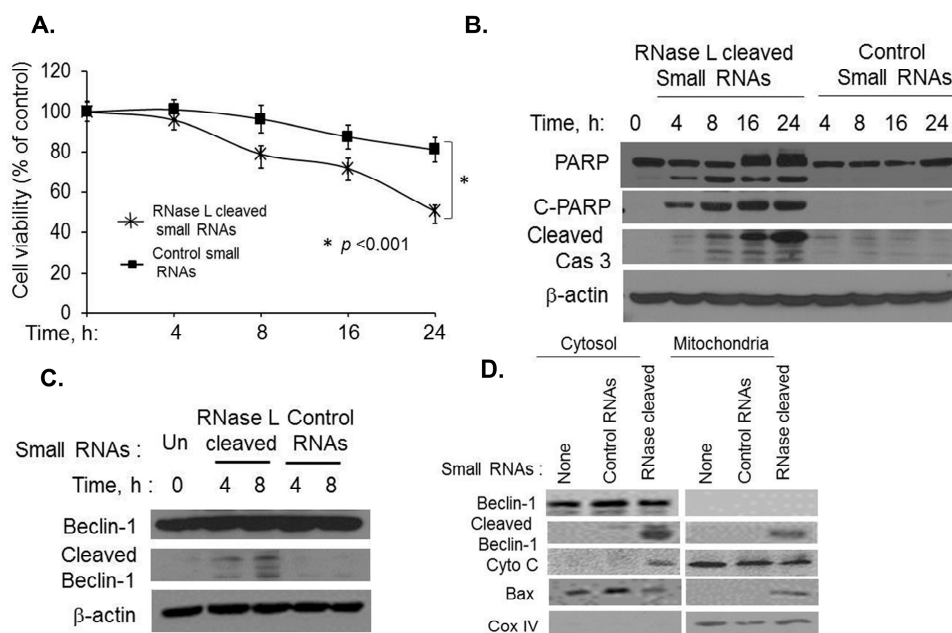 A.
Cell viability (% of control)
120
100
80
60
40
20
0
RNase L cleaved
small RNAs
Control small
RNAs
* p <0.001
*
Time, h:
4
8
16
24
B.
RNase L cleaved
Small RNAs
Control
Small RNAs
Time, h: 0 4 8 16 24 4 8 16 24
PARP
C-PARP
Cleaved
Cas 3
β-actin
C.
Small RNAs :
Un
RNase L
cleaved
Control
RNAs
Time, h : 0 4 8 4 8
Beclin-1
Cleaved
Beclin-1
β-actin
D.
Cytosol
Mitochondria
Small RNAs :
None
Control RNAs
RNase cleaved
None
Control RNAs
RNase cleaved
Beclin-1
Cleaved
Beclin-1
Cyto C
Bax
Cox IV